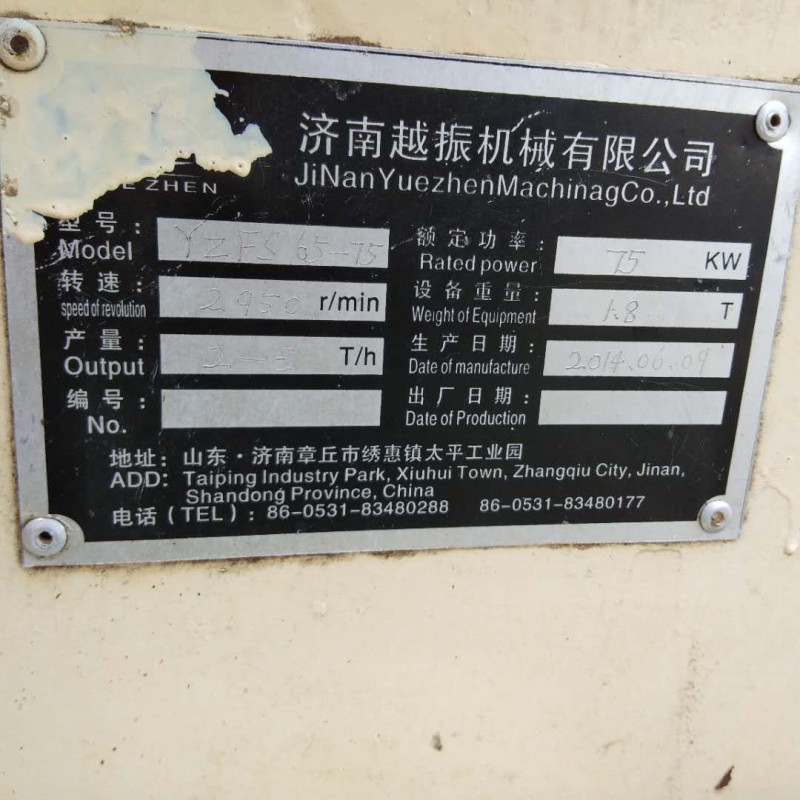 济南越振机械有限公司
JiNanYuezhenMachinagCo.,Ltd
ZHEN
型号: YZFS 65-75
Model
额定功率: 75 KW
Rated power
转速: 2950 r/min
speed of revolution
设备重量: 1.8 T
Weight of Equipment
产量: T/h
Output
生产日期: 2014.06.09
Date of manufacture
编号:
No.
出厂日期:
Date of Production
地址: 山东·济南章丘市绣惠镇太平工业园
ADD: Taiping Industry Park, Xiuhui Town, Zhangqiu City, Jinan,
Shandong Province, China
电话(TEL): 86-0531-83480288 86-0531-83480177